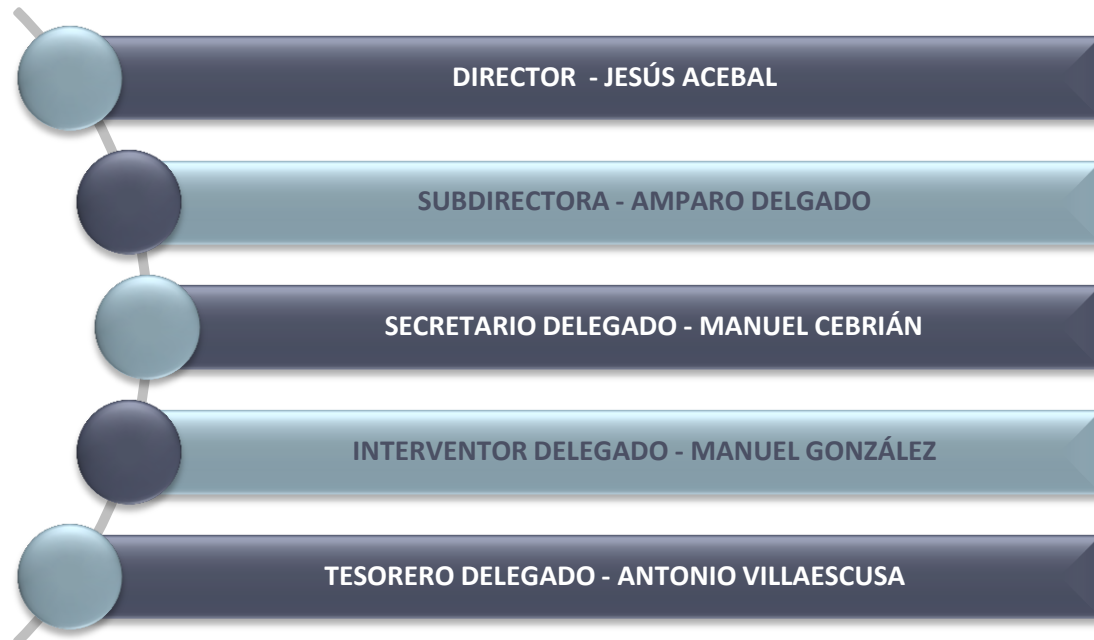 DIRECTOR - JESÚS ACEBAL
SUBDIRECTORA - AMPARO DELGADO
SECRETARIO DELEGADO - MANUEL CEBRIÁN
INTERVENTOR DELEGADO - MANUEL GONZÁLEZ
TESORERO DELEGADO - ANTONIO VILLAESCUSA